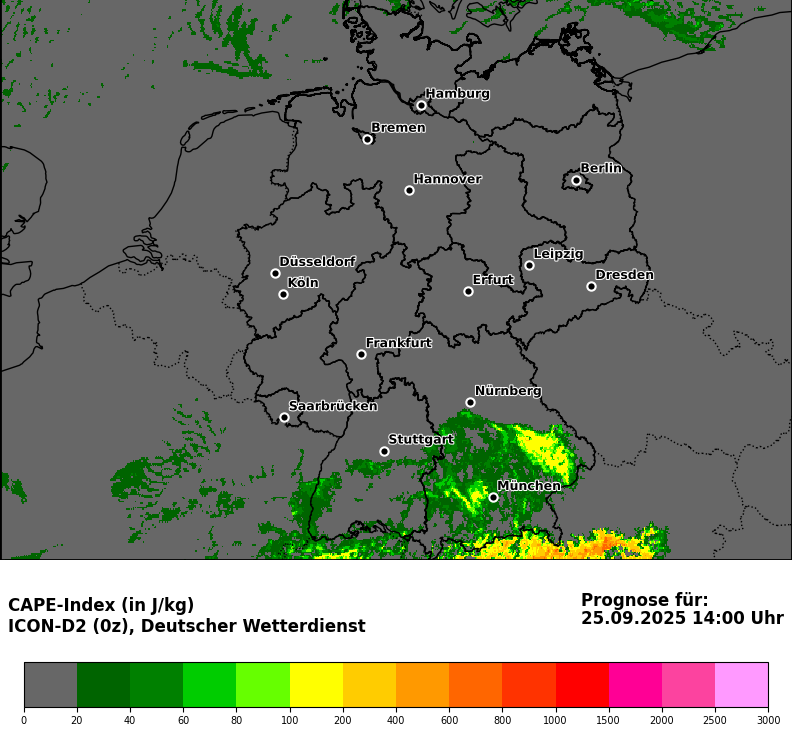 Hamburg
Bremen
Berlin
Hannover
Leipzig
Düsseldorf
Dresden
Köln
Erfurt
Frankfurt
Nürnberg
Saarbrücken
Stuttgart
München
CAPE-Index (in J/kg)
ICON-D2 (0z), Deutscher Wetterdienst
Prognose für:
25.09.2025 14:00 Uhr
0 20 40 60 80 100 200 400 600 800 1000 1500 2000 2500 3000